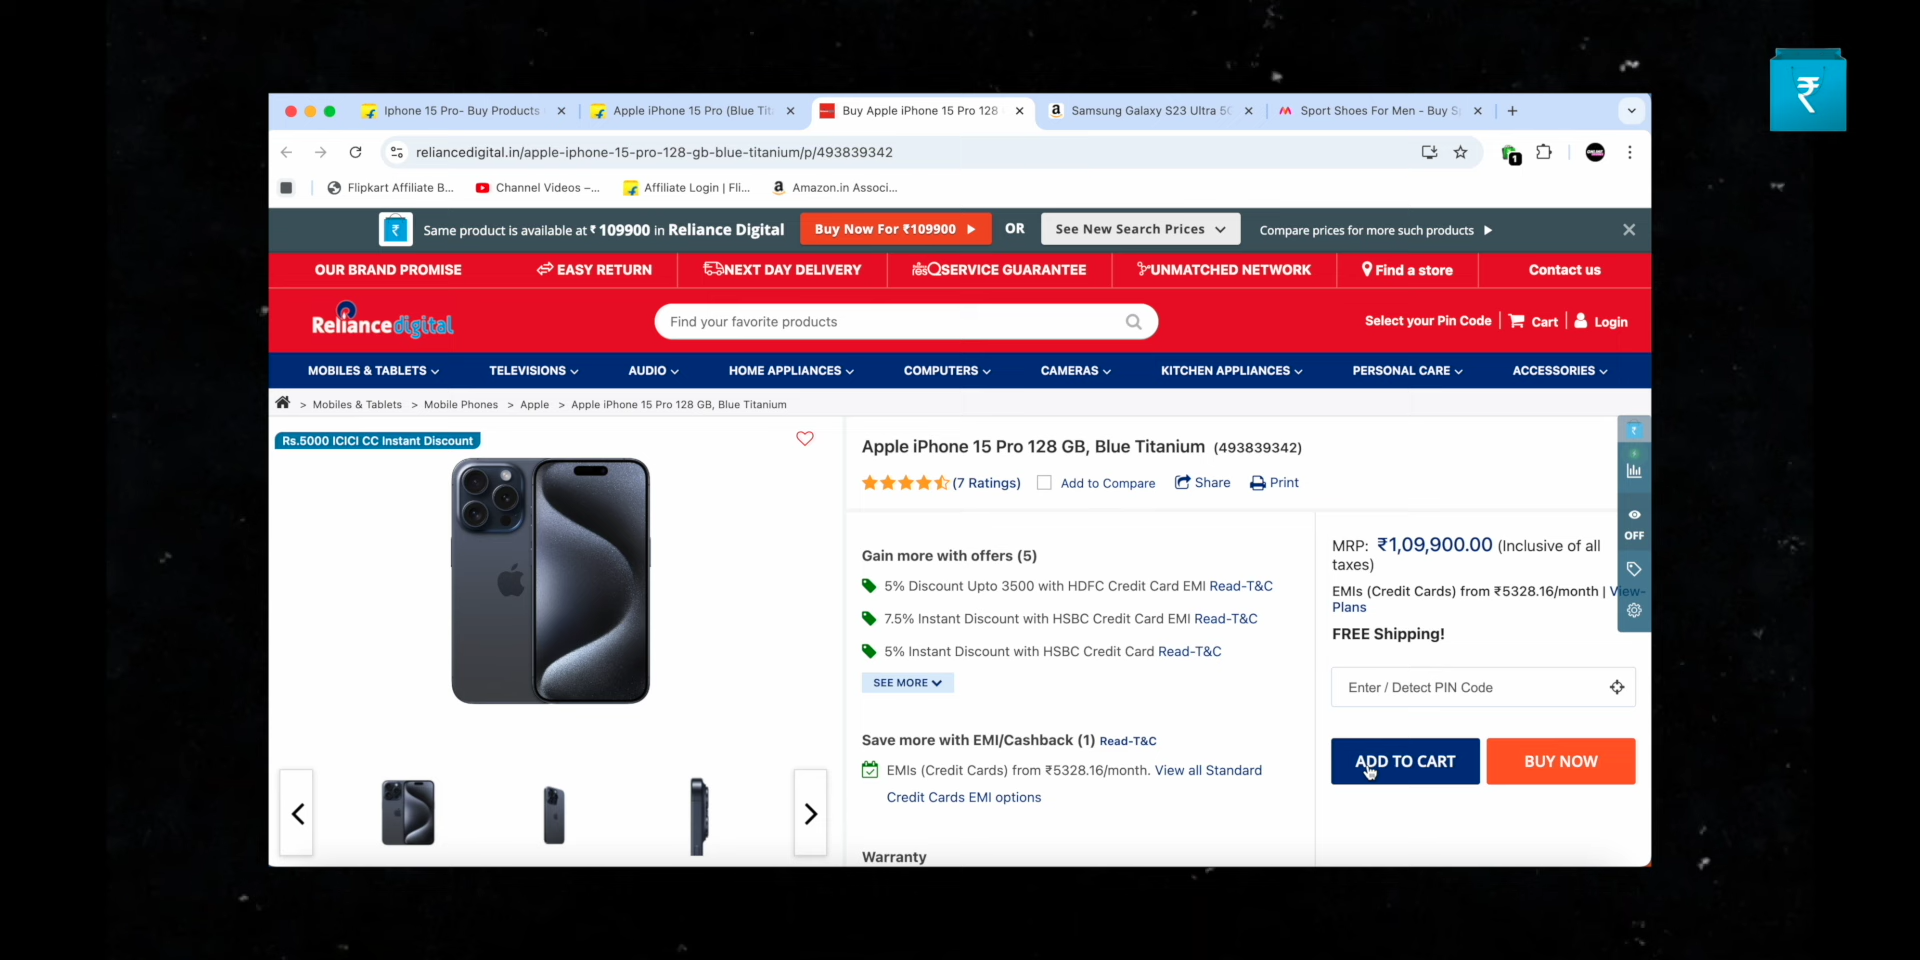 ₹
Iphone 15 Pro- Buy Products
Apple iPhone 15 Pro (Blue Tit
Buy Apple iPhone 15 Pro 128
Samsung Galaxy S23 Ultra 5G
Sport Shoes For Men - Buy S
reliancedigital.in/apple-iphone-15-pro-128-gb-blue-titanium/p/493839342
1
Flipkart Affiliate B...
Channel Videos –...
Affiliate Login | Fli...
Amazon.in Associ...
₹ Same product is available at ₹ 109900 in Reliance Digital
Buy Now For ₹109900
OR
See New Search Prices
Compare prices for more such products
OUR BRAND PROMISE
EASY RETURN
NEXT DAY DELIVERY
SERVICE GUARANTEE
UNMATCHED NETWORK
Find a store
Contact us
Reliance digital
Find your favorite products
Select your Pin Code
Cart
Login
MOBILES & TABLETS
TELEVISIONS
AUDIO
HOME APPLIANCES
COMPUTERS
CAMERAS
KITCHEN APPLIANCES
PERSONAL CARE
ACCESSORIES
> Mobiles & Tablets > Mobile Phones > Apple > Apple iPhone 15 Pro 128 GB, Blue Titanium
Rs.5000 ICICI CC Instant Discount
Apple iPhone 15 Pro 128 GB, Blue Titanium (493839342)
(7 Ratings)
Add to Compare
Share
Print
Gain more with offers (5)
5% Discount Upto 3500 with HDFC Credit Card EMI Read-T&C
7.5% Instant Discount with HSBC Credit Card EMI Read-T&C
5% Instant Discount with HSBC Credit Card Read-T&C
SEE MORE
Save more with EMI/Cashback (1) Read-T&C
EMIs (Credit Cards) from ₹5328.16/month. View all Standard
Credit Cards EMI options
Warranty
MRP: ₹1,09,900.00 (Inclusive of all
taxes)
EMIs (Credit Cards) from ₹5328.16/month | View-
Plans
FREE Shipping!
Enter / Detect PIN Code
ADD TO CART
BUY NOW
₹
OFF